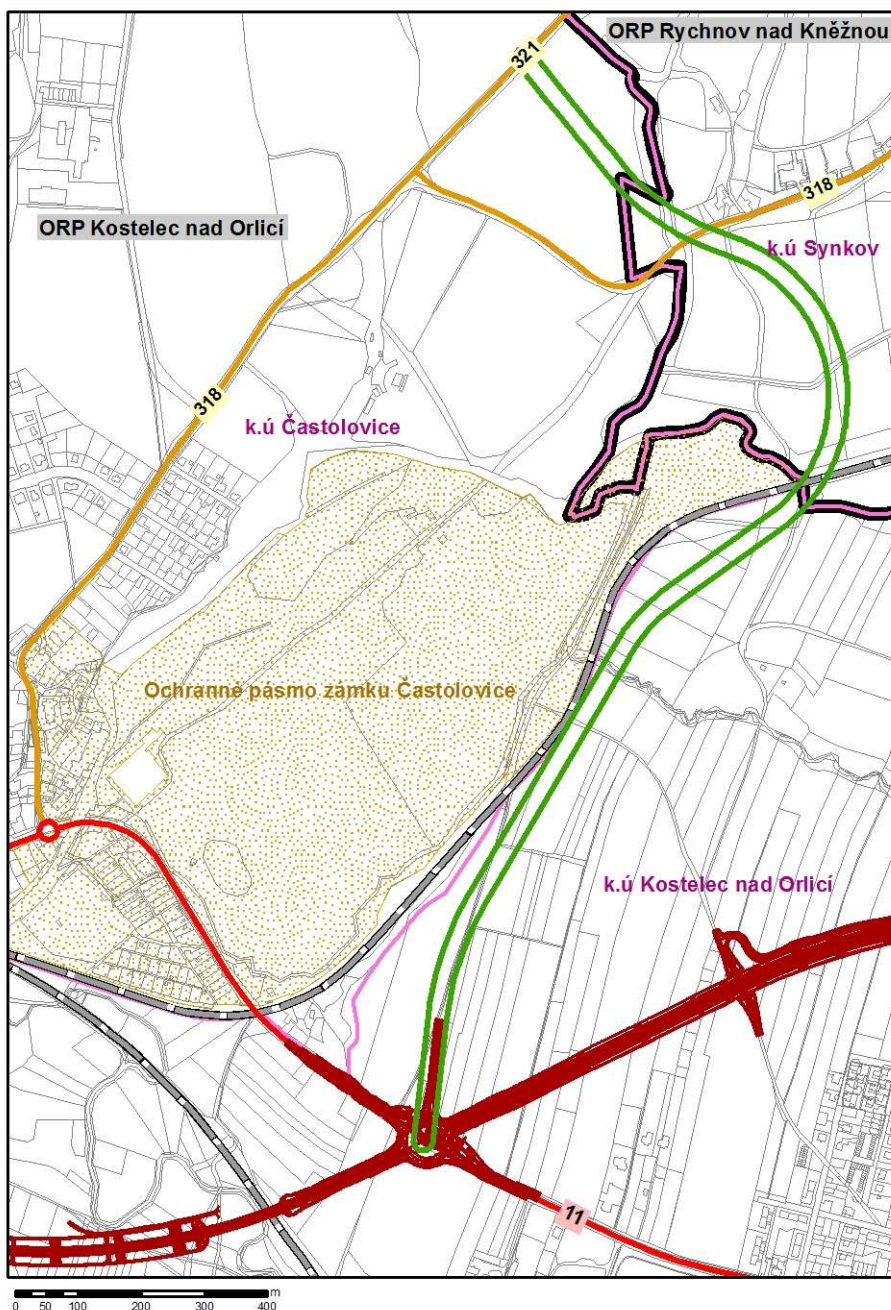 ORP Rychnov nad Kněžnou
321
318
ORP Kostelec nad Orlicí
k.ú Synkov
318
k.ú Častolovice
Ochranné pásmo zámku Častolovice
k.ú Kostelec nad Orlicí
11
m
0 50 100 200 300 400